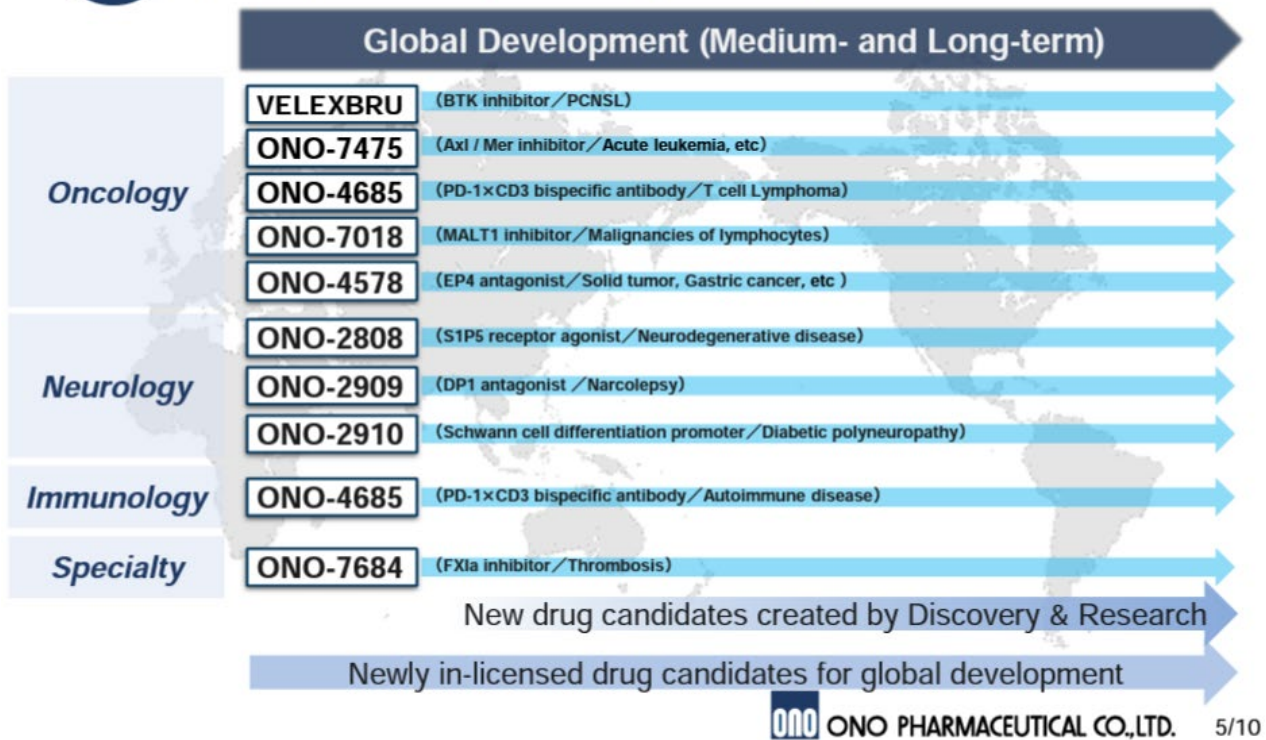 Global Development (Medium- and Long-term)
Oncology
VELEXBRU (BTK inhibitor／PCNSL)
ONO-7475 (Axl / Mer inhibitor／Acute leukemia, etc)
ONO-4685 (PD-1×CD3 bispecific antibody／T cell Lymphoma)
ONO-7018 (MALT1 inhibitor／Malignancies of lymphocytes)
ONO-4578 (EP4 antagonist／Solid tumor, Gastric cancer, etc )
Neurology
ONO-2808 (S1P5 receptor agonist／Neurodegenerative disease)
ONO-2909 (DP1 antagonist ／Narcolepsy)
ONO-2910 (Schwann cell differentiation promoter／Diabetic polyneuropathy)
Immunology
ONO-4685 (PD-1×CD3 bispecific antibody／Autoimmune disease)
Specialty
ONO-7684 (FXIa inhibitor／Thrombosis)
New drug candidates created by Discovery & Research
Newly in-licensed drug candidates for global development
ono ONO PHARMACEUTICAL CO.,LTD. 5/10